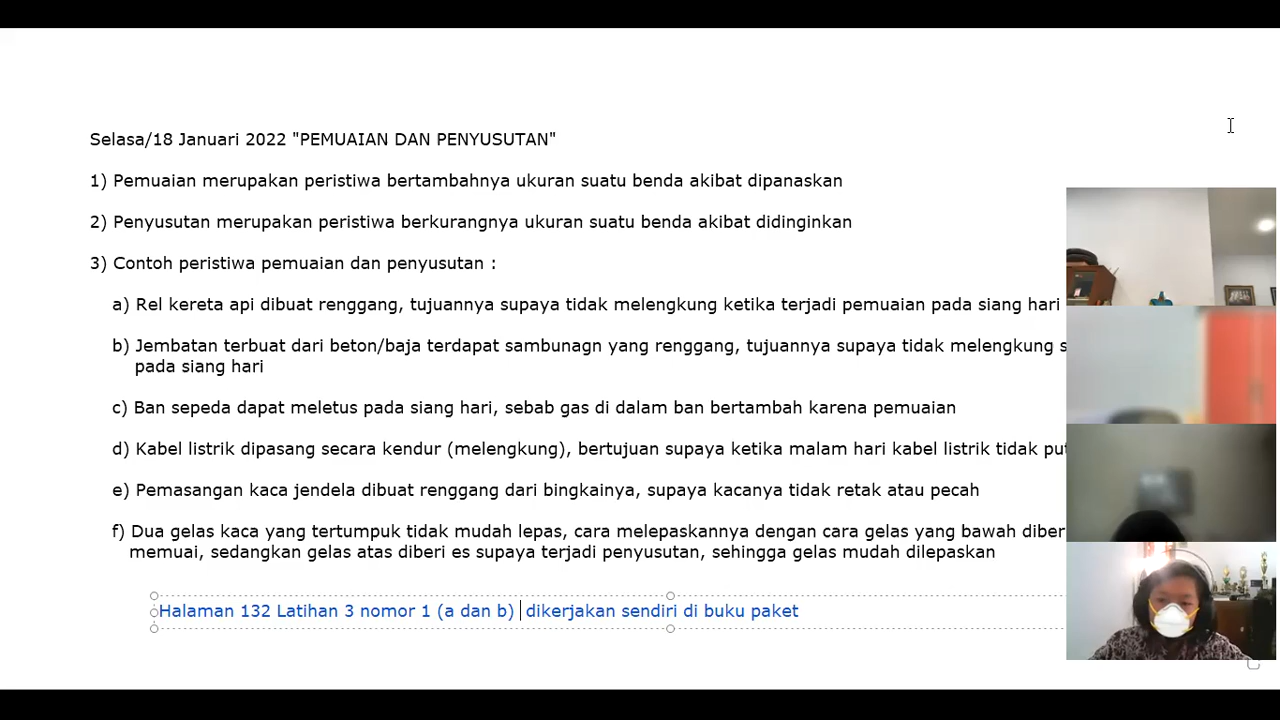 Selasa/18 Januari 2022 "PEMUAIAN DAN PENYUSUTAN"
1) Pemuaian merupakan peristiwa bertambahnya ukuran suatu benda akibat dipanaskan
2) Penyusutan merupakan peristiwa berkurangnya ukuran suatu benda akibat didinginkan
3) Contoh peristiwa pemuaian dan penyusutan :
a) Rel kereta api dibuat renggang, tujuannya supaya tidak melengkung ketika terjadi pemuaian pada siang hari
b) Jembatan terbuat dari beton/baja terdapat sambunagn yang renggang, tujuannya supaya tidak melengkung
pada siang hari
c) Ban sepeda dapat meletus pada siang hari, sebab gas di dalam ban bertambah karena pemuaian
d) Kabel listrik dipasang secara kendur (melengkung), bertujuan supaya ketika malam hari kabel listrik tidak
e) Pemasangan kaca jendela dibuat renggang dari bingkainya, supaya kacanya tidak retak atau pecah
f) Dua gelas kaca yang tertumpuk tidak mudah lepas, cara melepaskannya dengan cara gelas yang bawah
memuai, sedangkan gelas atas diberi es supaya terjadi penyusutan, sehingga gelas mudah dilepaskan
Halaman 132 Latihan 3 nomor 1 (a dan b) dikerjakan sendiri di buku paket